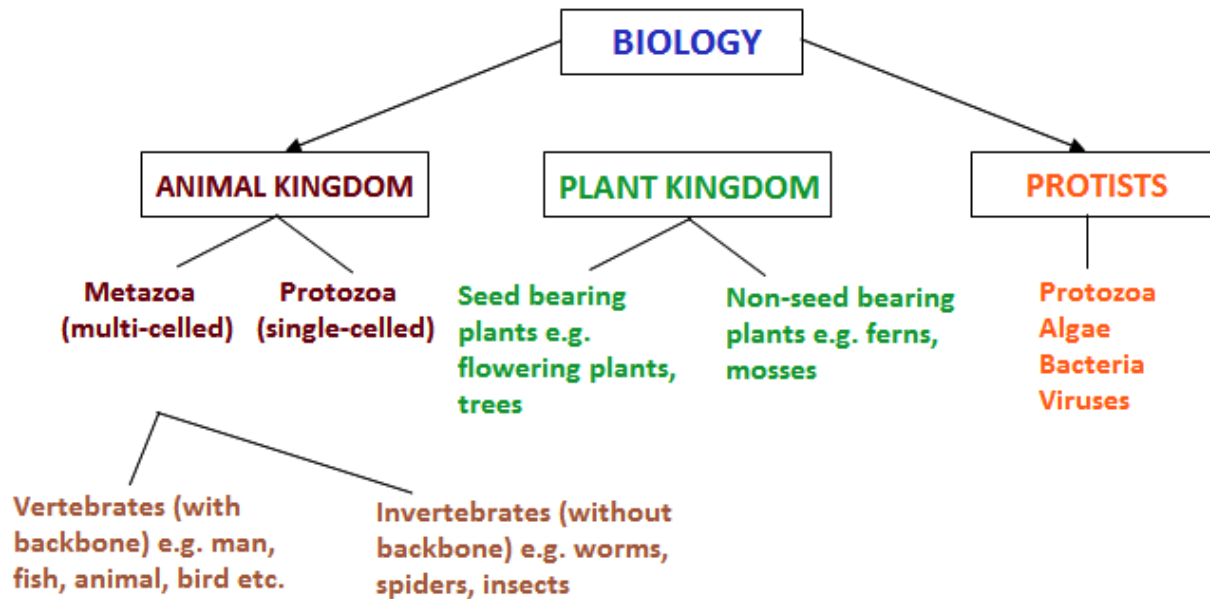 BIOLOGY
ANIMAL KINGDOM
PLANT KINGDOM
PROTISTS
Metazoa
(multi-celled)
Protozoa
(single-celled)
Seed bearing
plants e.g.
flowering plants,
trees
Non-seed bearing
plants e.g. ferns,
mosses
Protozoa
Algae
Bacteria
Viruses
Vertebrates (with
backbone) e.g. man,
fish, animal, bird etc.
Invertebrates (without
backbone) e.g. worms,
spiders, insects